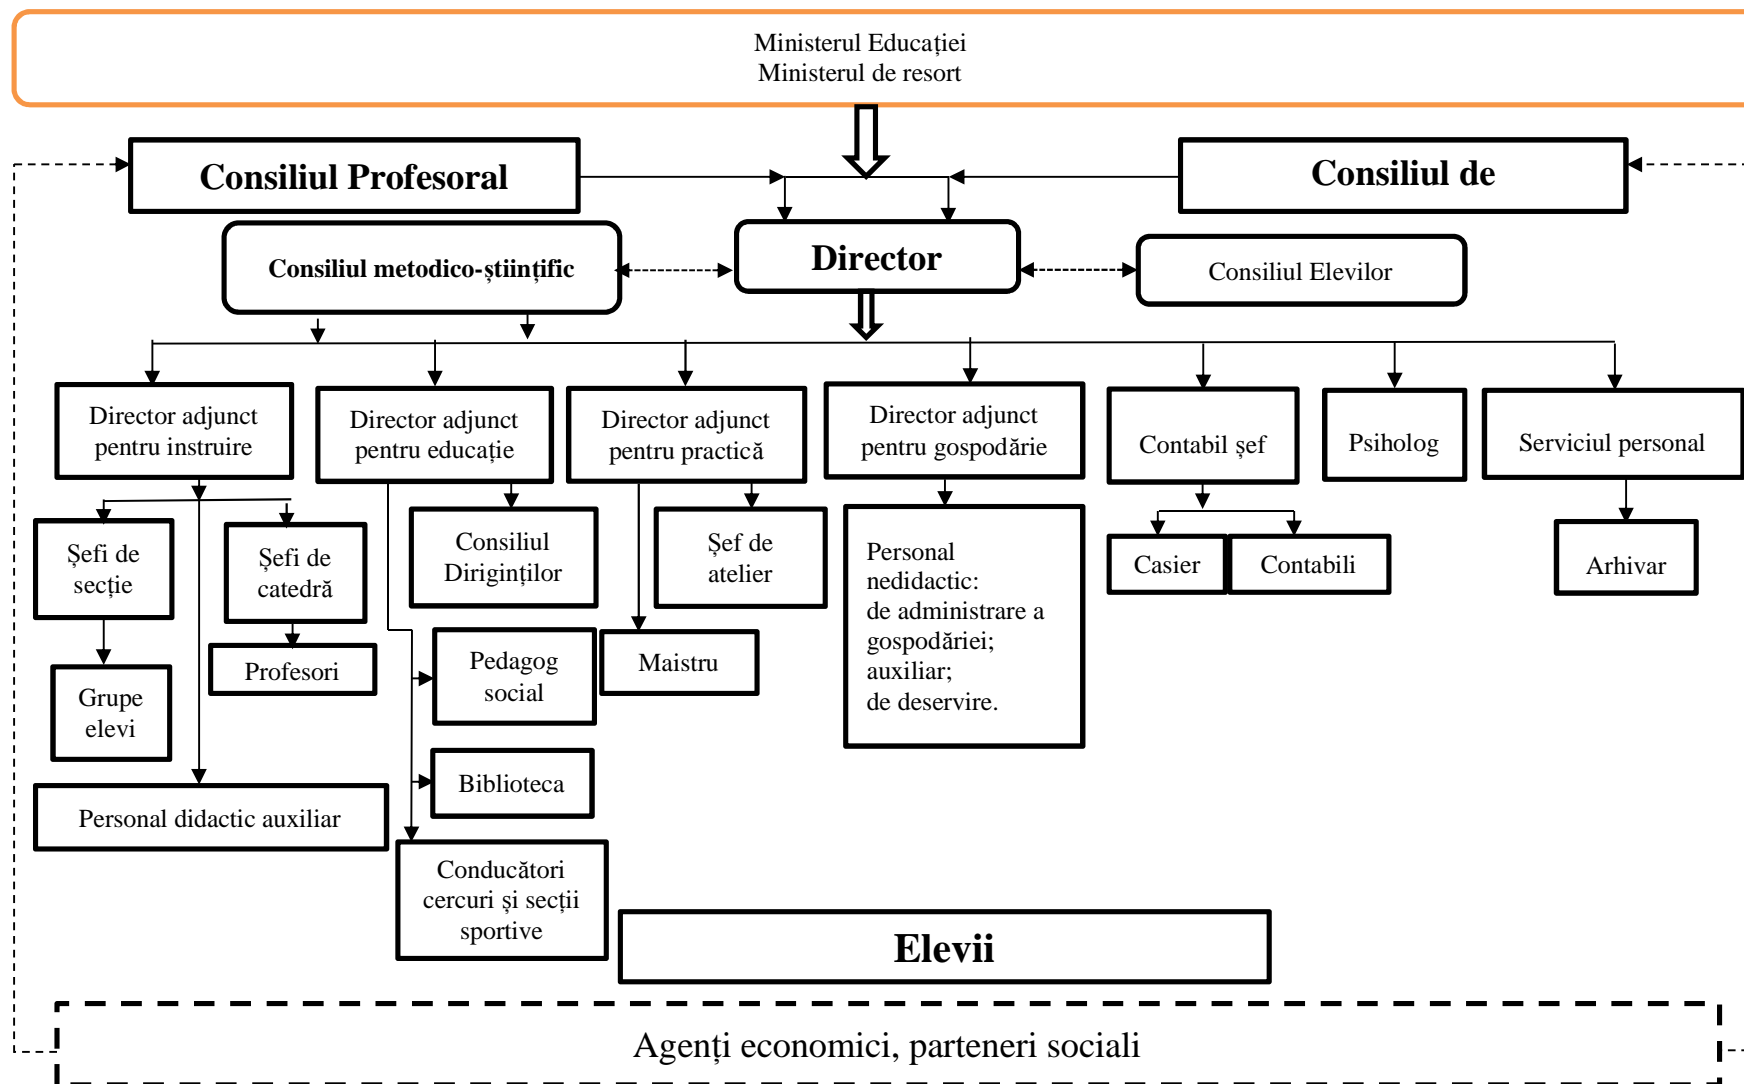 Ministerul Educației
Ministerul de resort
Consiliul Profesoral
Consiliul de
Consiliul metodico-științific
Director
Consiliul Elevilor
Director adjunct
pentru instruire
Director adjunct
pentru educație
Director adjunct
pentru practică
Director adjunct
pentru gospodărie
Contabil șef
Psiholog
Serviciul personal
Șefi de
secție
Șefi de
catedră
Consiliul
Diriginților
Șef de
atelier
Personal
nedidactic:
de administrare a
gospodăriei;
auxiliar;
de deservire.
Casier
Contabili
Arhivar
Grupe
elevi
Profesori
Pedagog
social
Maistru
Biblioteca
Personal didactic auxiliar
Conducători
cercuri și secții
sportive
Elevii
Agenți economici, parteneri sociali